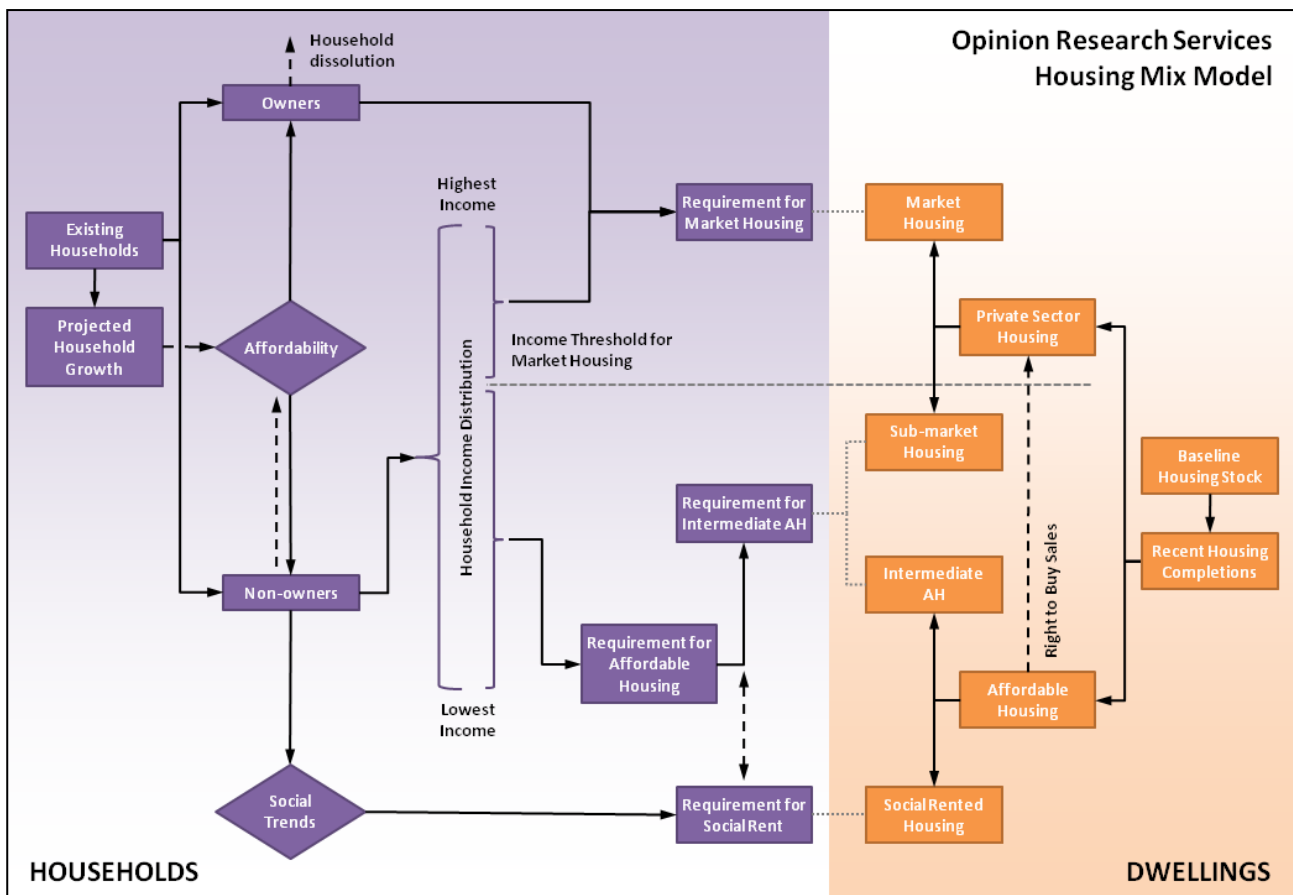 Opinion Research Services
Housing Mix Model
Household
dissolution
Owners
Highest
Income
Requirement for
Market Housing
Market
Housing
Existing
Households
Projected
Household
Growth
Affordability
Income Threshold for
Market Housing
Private Sector
Housing
Household Income Distribution
Sub-market
Housing
Baseline
Housing Stock
Requirement for
Intermediate AH
Right to Buy Sales
Recent Housing
Completions
Intermediate
AH
Non-owners
Requirement for
Affordable
Housing
Affordable
Housing
Lowest
Income
Social
Trends
Requirement for
Social Rent
Social Rented
Housing
HOUSEHOLDS
DWELLINGS